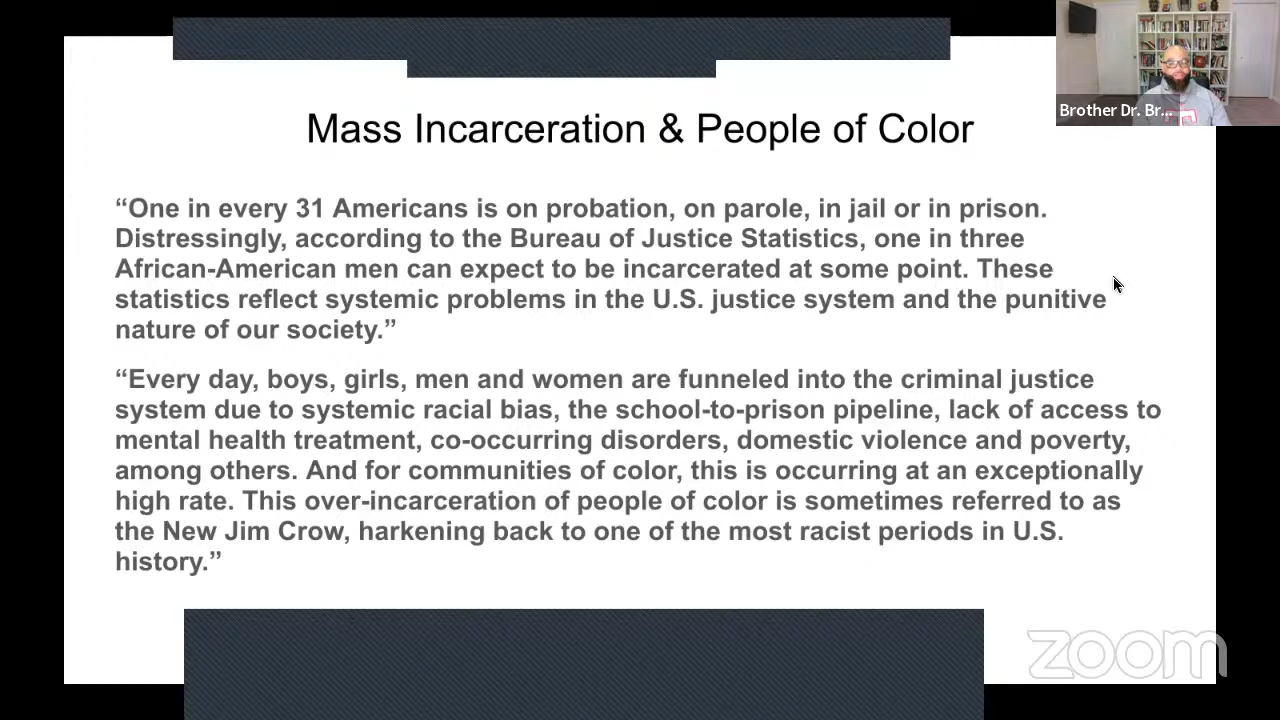 Mass Incarceration & People of Color
Brother Dr. Br...
“One in every 31 Americans is on probation, on parole, in jail or in prison.
Distressingly, according to the Bureau of Justice Statistics, one in three
African-American men can expect to be incarcerated at some point. These
statistics reflect systemic problems in the U.S. justice system and the punitive
nature of our society.”
“Every day, boys, girls, men and women are funneled into the criminal justice
system due to systemic racial bias, the school-to-prison pipeline, lack of access to
mental health treatment, co-occurring disorders, domestic violence and poverty,
among others. And for communities of color, this is occurring at an exceptionally
high rate. This over-incarceration of people of color is sometimes referred to as
the New Jim Crow, harkening back to one of the most racist periods in U.S.
history.”
zoom